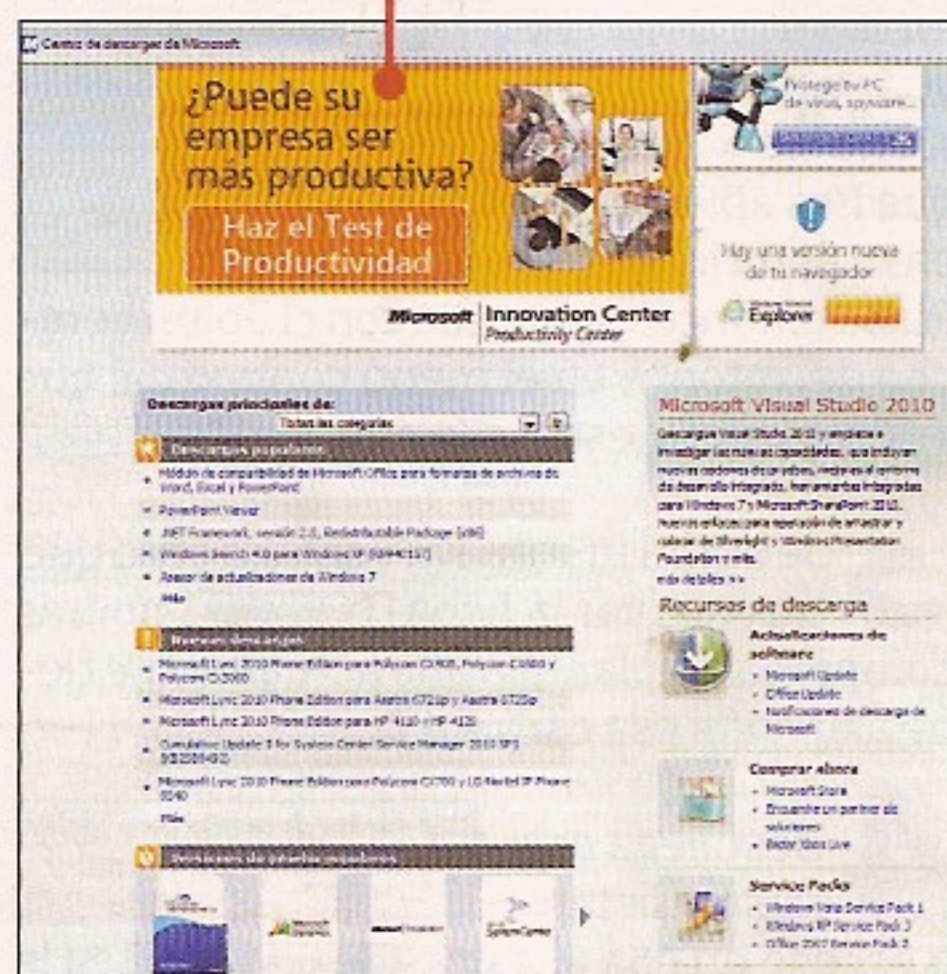 Centro de descargas de Microsoft
¿Puede su
empresa ser
más productiva?
Haz el Test de
Productividad
Microsoft Innovation Center
Productivity Center
Protege tu PC
de virus, spyware...
Hay una versión nueva
de tu navegador
Explorer
Descargas principales de:
Todas las categorías
Descargas populares
Módulo de compatibilidad de Microsoft Office para formatos de archivos de
Word, Excel y PowerPoint
PowerPoint Viewer
.NET Framework, versión 2.0, Redistributable Package (x86)
Windows Search 4.0 para Windows XP
Asesor de actualizaciones de Windows 7
Más
Nuevas descargas
Microsoft Lync 2010 Phone Edition para Polycom CX500, Polycom CX600 y
Polycom CX3000
Microsoft Lync 2010 Phone Edition para Aastra 6721ip y Aastra 6725ip
Microsoft Lync 2010 Phone Edition para HP 4110 y HP 4120
Cumulative Update 3 for System Center Service Manager 2010 SP1
Microsoft Lync 2010 Phone Edition para Polycom CX700 y LG-Nortel IP Phone
8540
Más
Versiones de prueba populares
Microsoft
Dynamics
System Center
Microsoft Visual Studio 2010
Descargue Visual Studio 2010 y empiece a
investigar las nuevas capacidades, que incluyen
nuevas opciones de pruebas, mejoras al entorno
de desarrollo integrado, herramientas integradas
para Windows 7 y Microsoft SharePoint 2010,
nuevos enlaces para operación de arrastrar y
colocar de Silverlight y Windows Presentation
Foundation y más.
más detalles >>
Recursos de descarga
Actualizaciones de
software
Microsoft Update
Office Update
Notificaciones de descarga de
Microsoft
Comprar ahora
Microsoft Store
Encuentre un partner de
soluciones
Bazar Xbox Live
Service Packs
Windows Vista Service Pack 1
Windows XP Service Pack 3
Office 2007 Service Pack 2